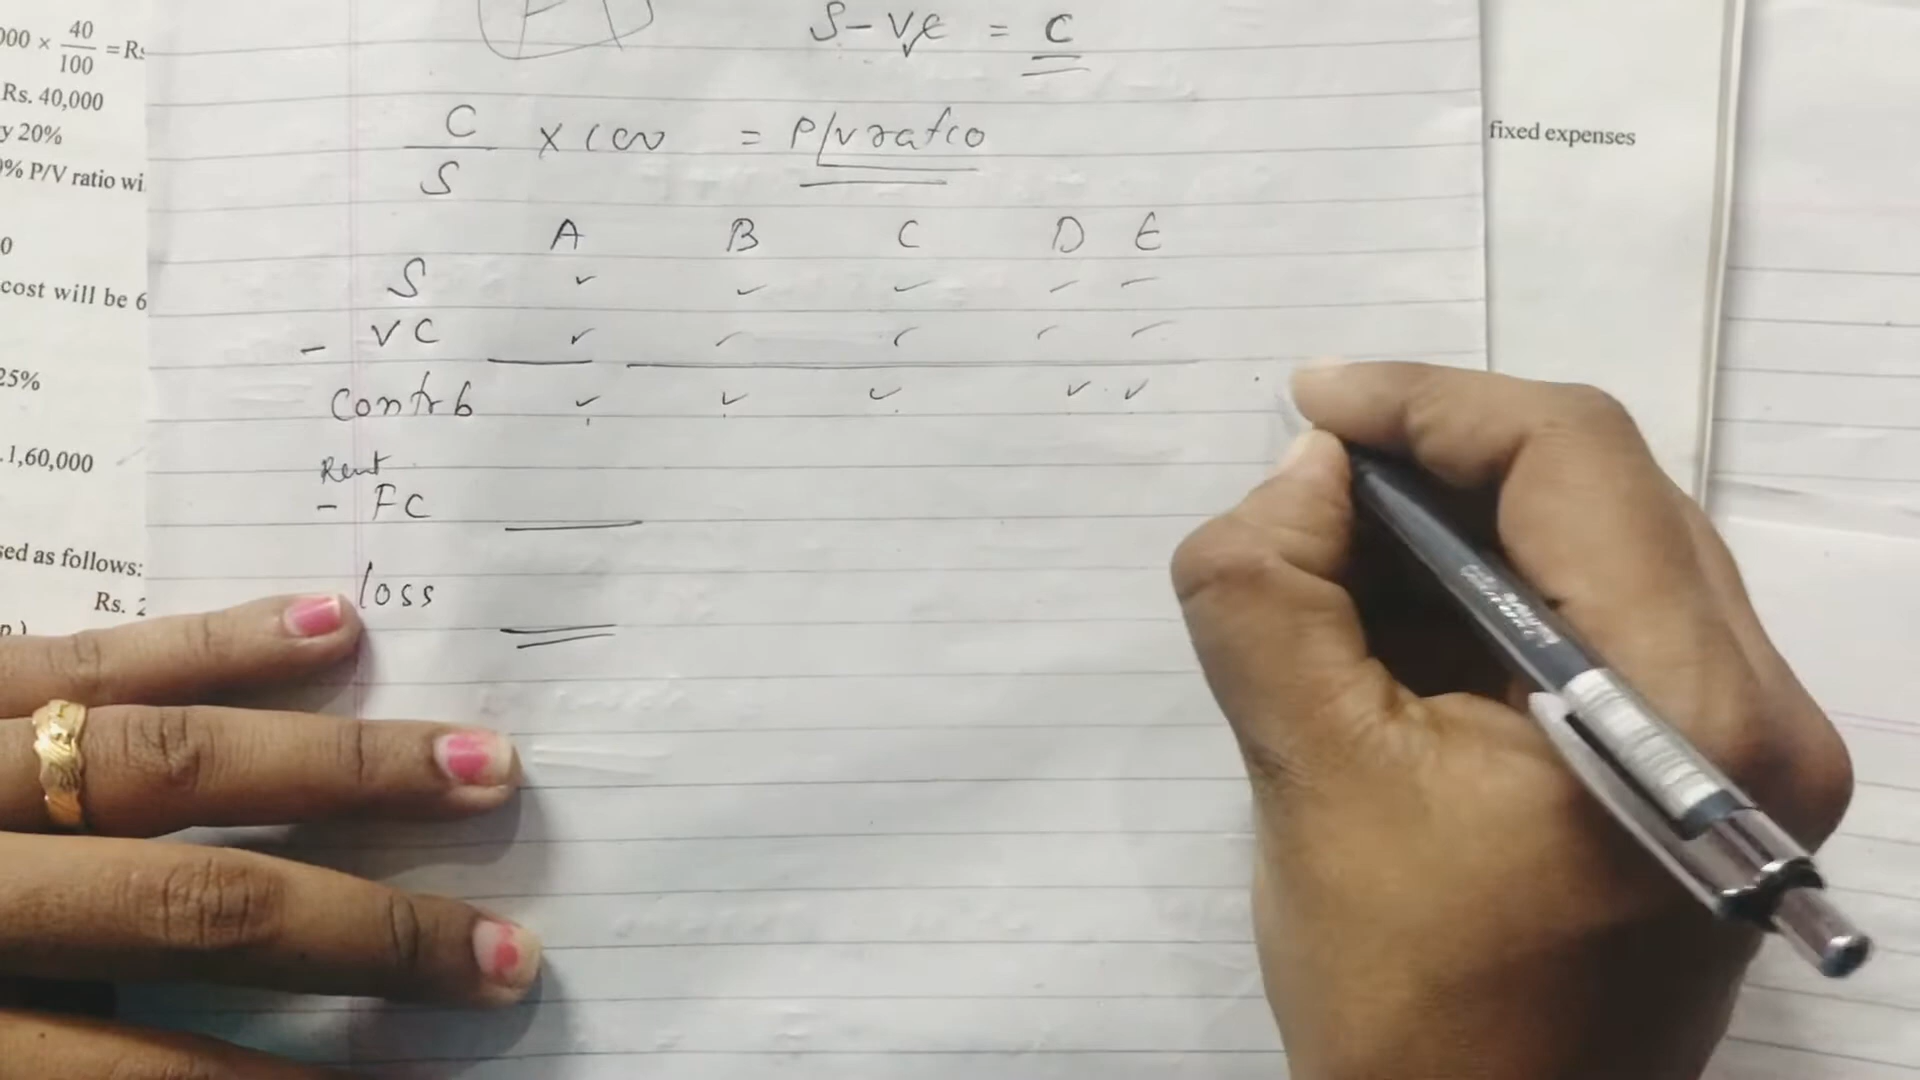 000 × 40/100 = Rs
Rs. 40,000
y 20%
% P/V ratio wi
0
cost will be 6
25%
.1,60,000
sed as follows:
Rs. 2
S - VC = C
C/S × 100 = P/V ratio
A B C D E
S ✓ ✓ ✓ ✓ ✓
- VC ✓ ✓ ✓ ✓ ✓
Contrb ✓ ✓ ✓ ✓ ✓
Rent
- FC
loss
fixed expenses